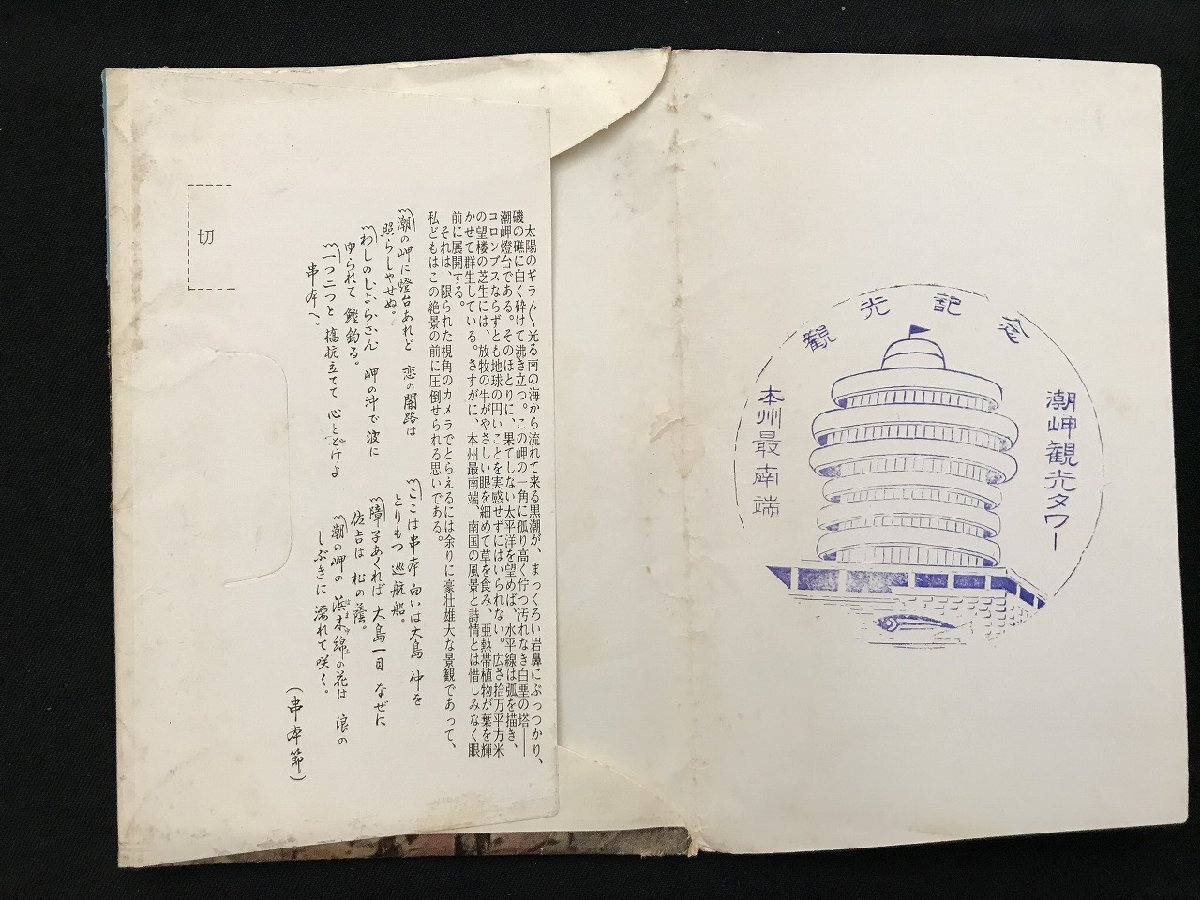 観光記念
潮岬観光タワー
本州最南端
太陽のギラ〱光る南の海から流れて来る黒潮が、まっくろい岩鼻にぶっつかり、
磯の礁に白く砕けて沸き立つ。この岬の一角に孤り高く佇つ汚れなき白堊の塔――
潮岬燈台である。そのほとりに、果てしない太平洋を望めば、水平線は弧を描き、
コロンブスならずとも地球の円いことを実感せずにはいられない。広さ拾万平方米
の望楼の芝生には、放牧の牛がやさしい眼を細めて草を食み、亜熱帯植物が葉を輝
かせて群生している。さすがに、本州最南端、南国の風景と詩情とは惜しみなく眼
前に展開する。
それは、限られた視角のカメラでとらえるには余りに豪壮雄大な景観であって、
私どもはこの絶景の前に圧倒せられる思いである。
潮の岬に燈台あれど 恋の闇路は
照らしやせぬ。
わしのしょらさん 岬の沖で波に
ゆられて 鰹釣る。
一つ二つと 櫓杭立てて 心とどけよ
串本へ。
ここは串本 向いは大島 仲を
とりもつ 巡航船。
障子あくれば 大島一目 なぜに
佐吉は 松の蔭。
潮の岬の 浜木綿の花は 浪の
しぶきに 濡れて咲く。
(串本節)
切